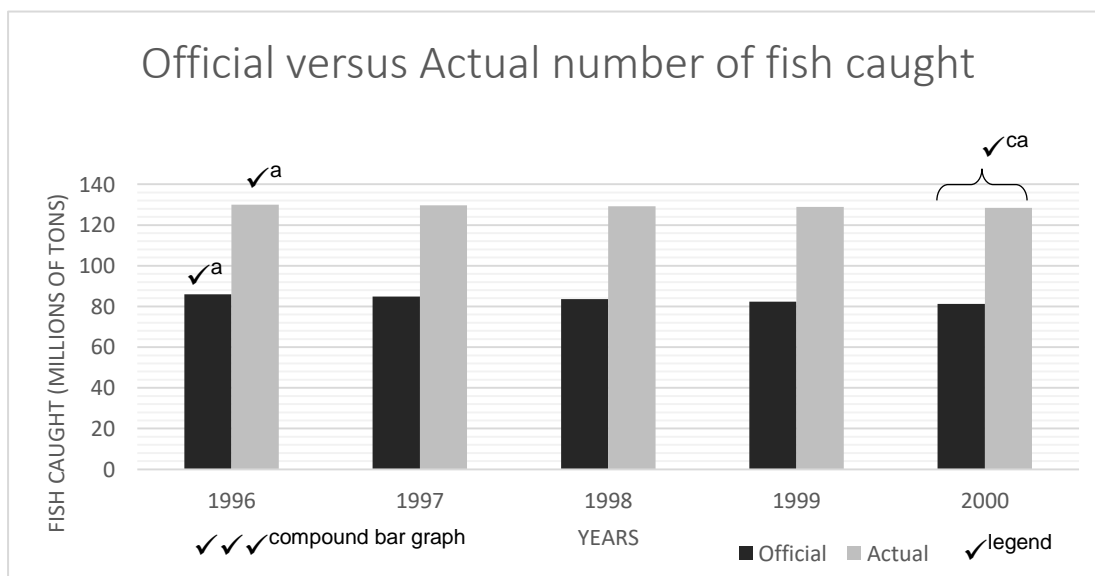 Official versus Actual number of fish caught
✓ca
✓a
✓a
FISH CAUGHT (MILLIONS OF TONS)
140
120
100
80
60
40
20
0
1996 1997 1998 1999 2000
✓✓✓compound bar graph
YEARS
Official Actual
✓legend